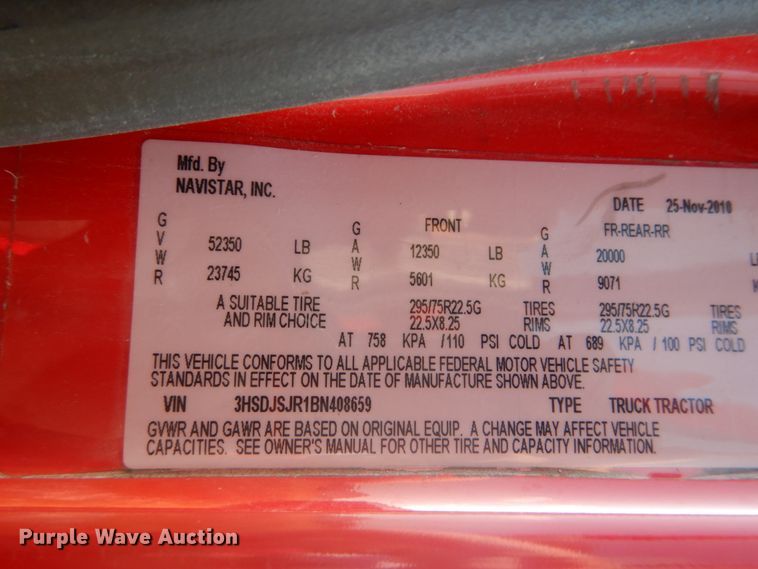 Mfd. By
NAVISTAR, INC.
DATE 25-Nov-2010
GVWR 52350 LB GAWR FRONT 12350 LB GAWR FR-REAR-RR 20000
23745 KG 5601 KG 9071
A SUITABLE TIRE 295/75R22.5G TIRES 295/75R22.5G TIRES
AND RIM CHOICE 22.5X8.25 RIMS 22.5X8.25 RIMS
AT 758 KPA /110 PSI COLD AT 689 KPA / 100 PSI COLD
THIS VEHICLE CONFORMS TO ALL APPLICABLE FEDERAL MOTOR VEHICLE SAFETY
STANDARDS IN EFFECT ON THE DATE OF MANUFACTURE SHOWN ABOVE.
VIN 3HSDJSJR1BN408659 TYPE TRUCK TRACTOR
GVWR AND GAWR ARE BASED ON ORIGINAL EQUIP. A CHANGE MAY AFFECT VEHICLE
CAPACITIES. SEE OWNER'S MANUAL FOR OTHER TIRE AND CAPACITY INFORMATION.
Purple Wave Auction